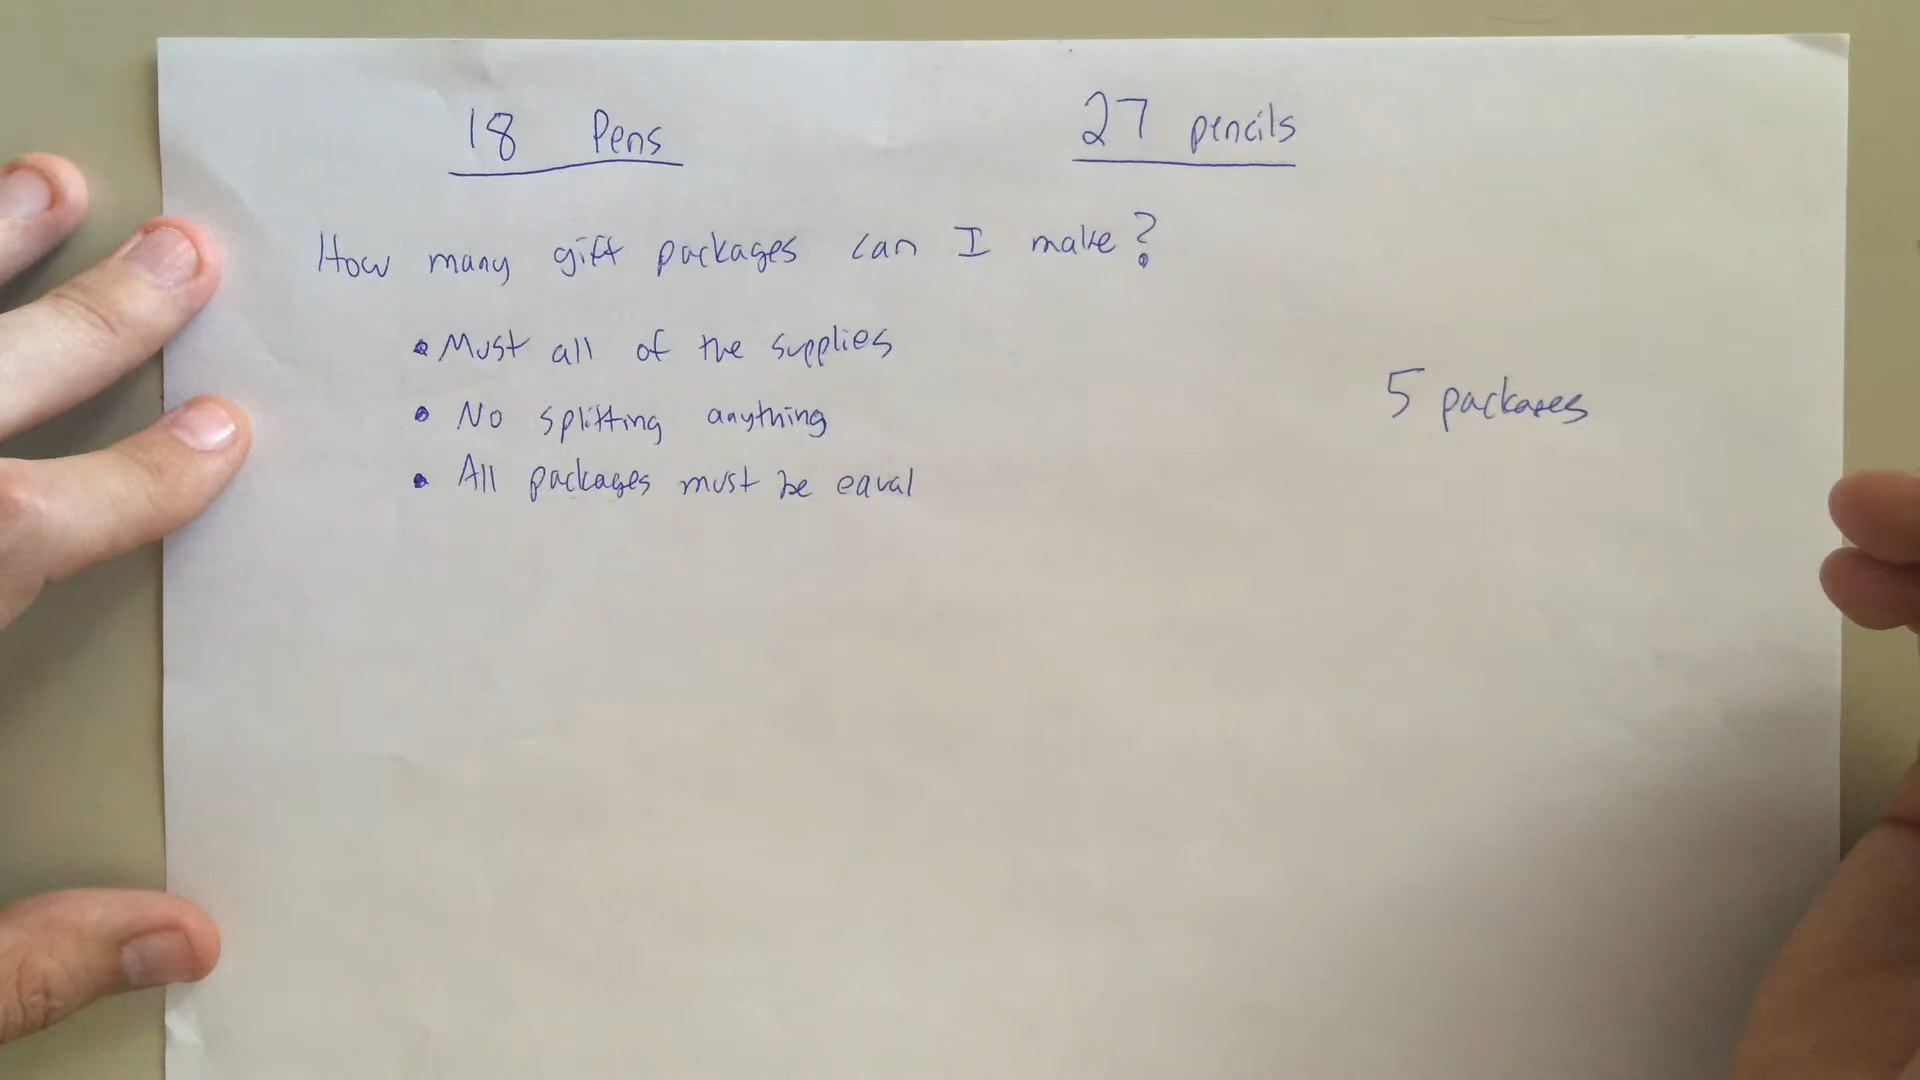 18 Pens
27 pencils
How many gift packages can I make?
• Must all of the supplies
• No splitting anything
• All packages must be equal
5 packages